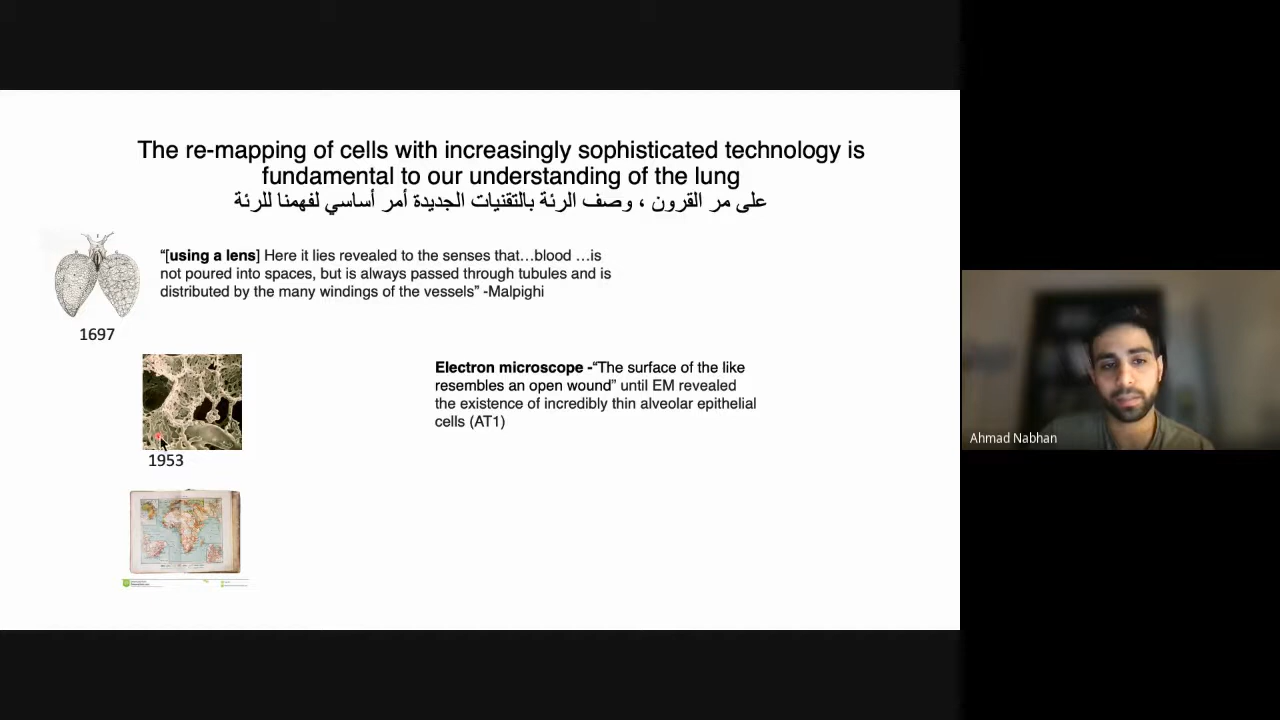 The re-mapping of cells with increasingly sophisticated technology is
fundamental to our understanding of the lung
على مر القرون ، وصف الرئة بالتقنيات الجديدة أمر أساسي لفهمنا للرئة
“[using a lens] Here it lies revealed to the senses that…blood …is
not poured into spaces, but is always passed through tubules and is
distributed by the many windings of the vessels” -Malpighi
1697
Electron microscope -“The surface of the like
resembles an open wound” until EM revealed
the existence of incredibly thin alveolar epithelial
cells (AT1)
1953
Ahmad Nabhan